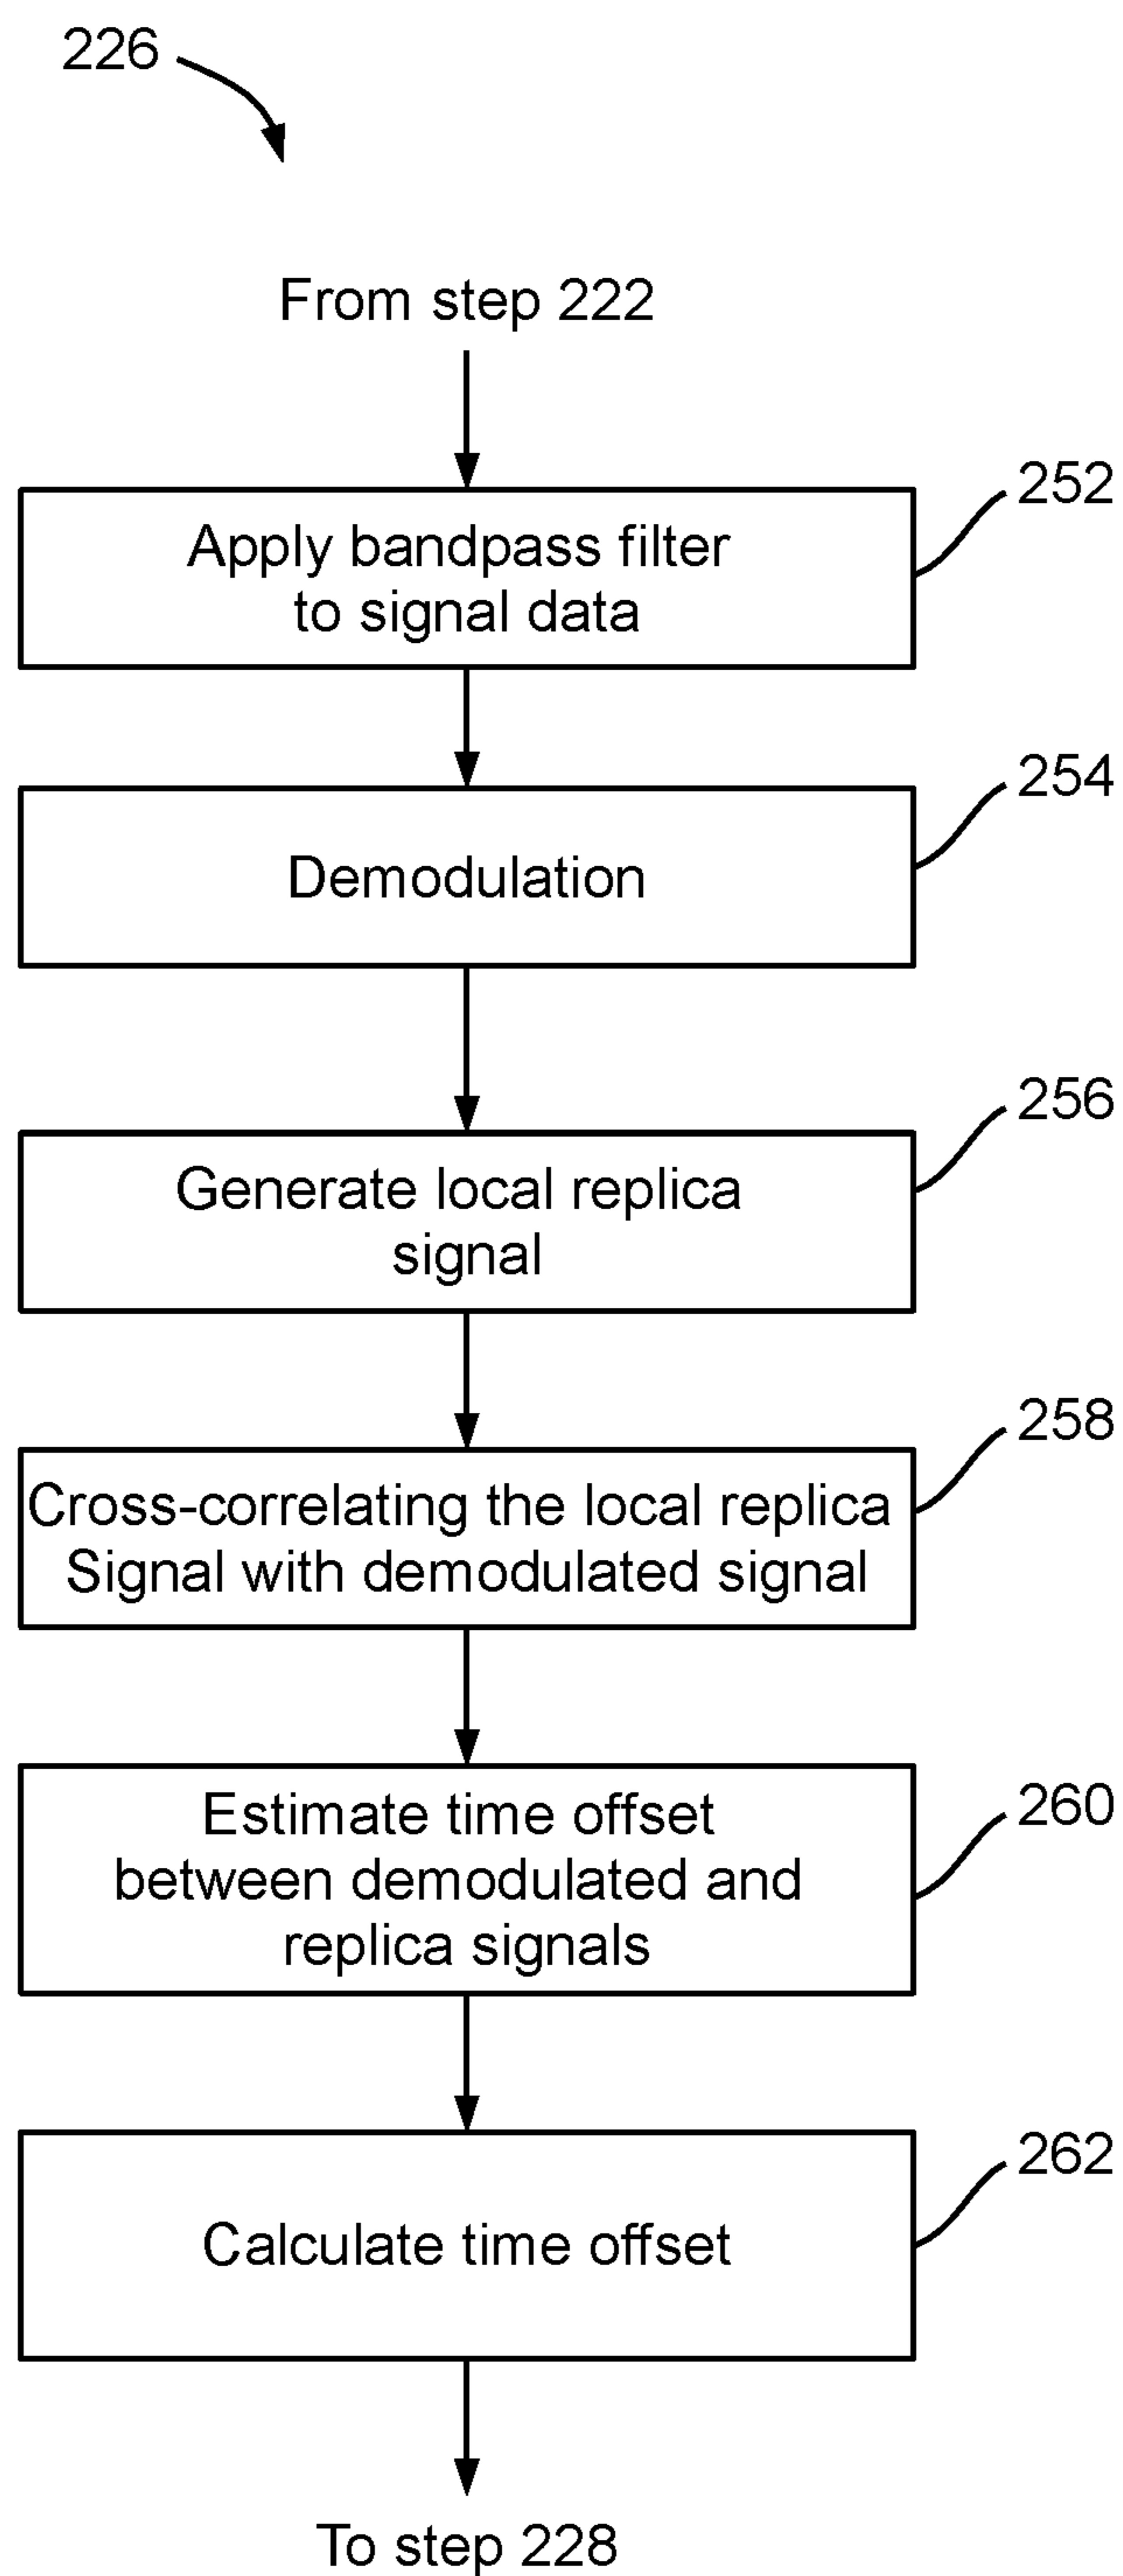 226
From step 222
252
Apply bandpass filter
to signal data
254
Demodulation
256
Generate local replica
signal
258
Cross-correlating the local replica
Signal with demodulated signal
260
Estimate time offset
between demodulated and
replica signals
262
Calculate time offset
To step 228